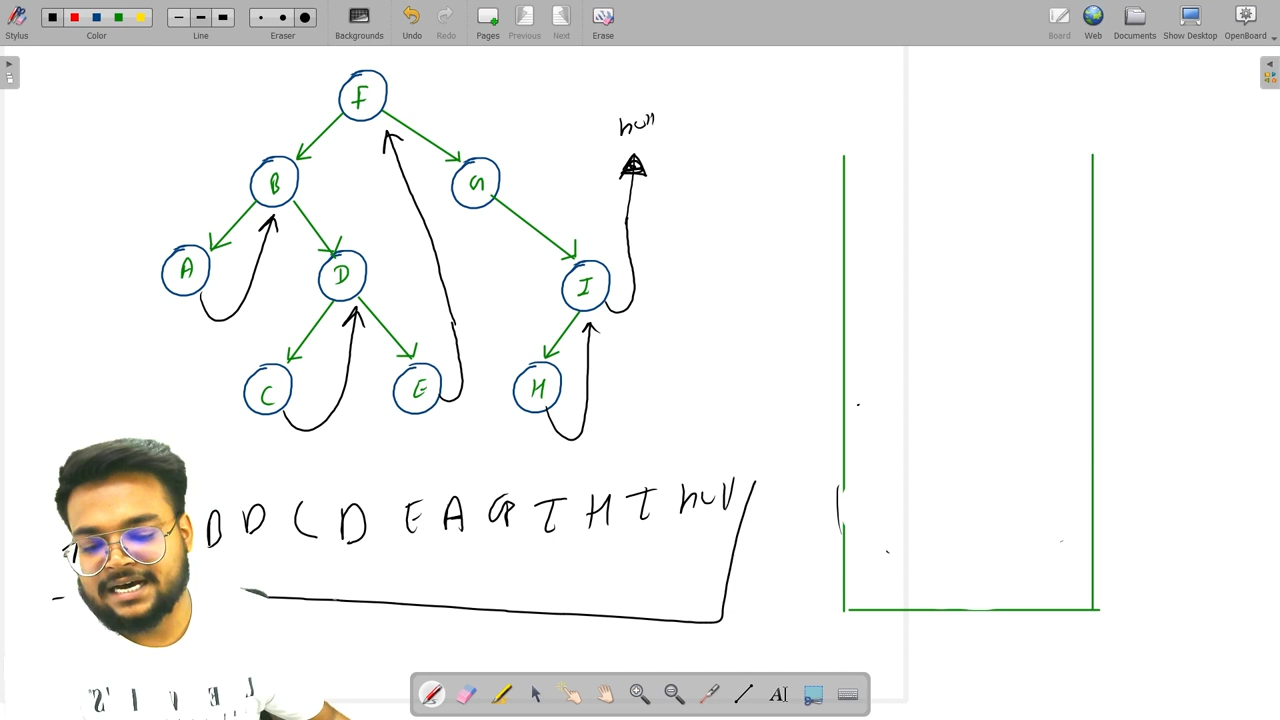 Stylus
Color
Line
Eraser
Backgrounds
Undo
Redo
Pages
Previous
Next
Erase
Board
Web
Documents
Show Desktop
OpenBoard
F
null
B
G
A
D
I
C
E
H
B D C D E A G I H I null